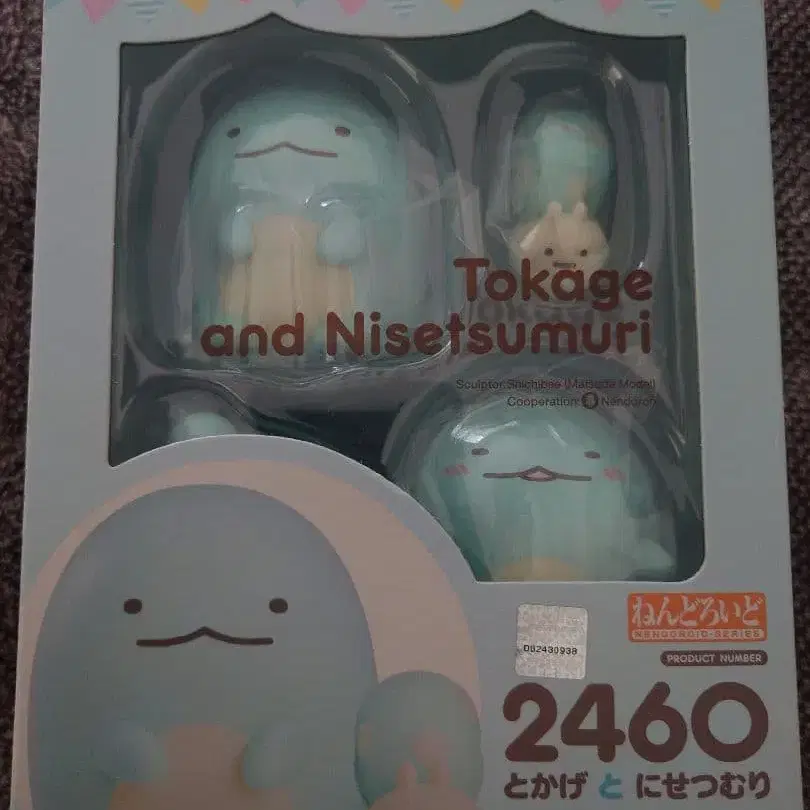 Tokage
and Nisetsumuri
Sculptor: Shichibee (Matsuda Model)
Cooperation: Nendoron
DB2430938
ねんどろいど
NENDOROID-SERIES
PRODUCT NUMBER
2460
とかげ と にせつむり